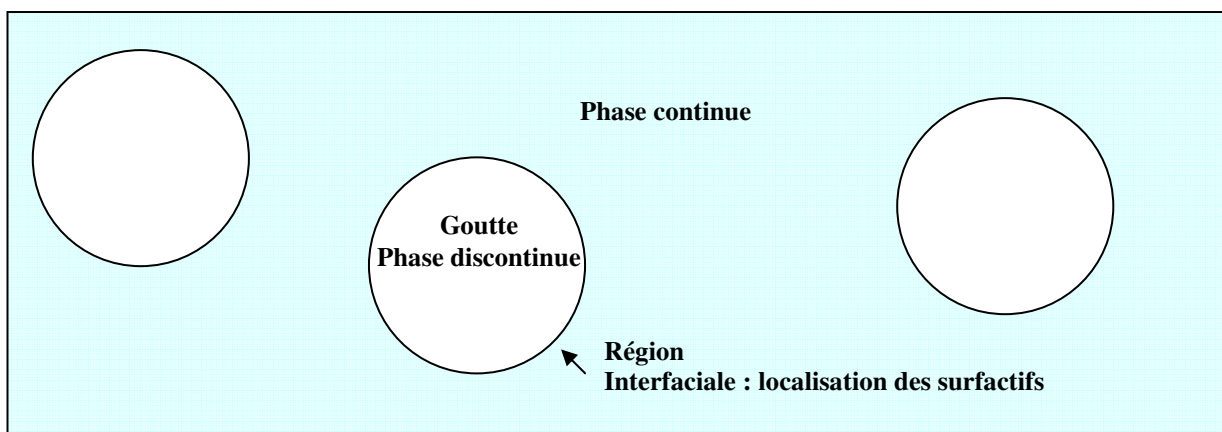 Phase continue
Goutte
Phase discontinue
Région
Interfaciale : localisation des surfactifs